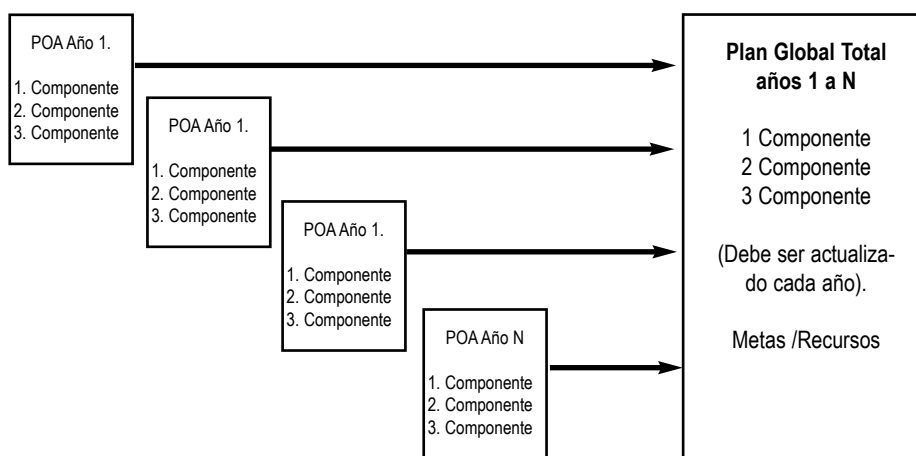 POA Año 1.
1. Componente
2. Componente
3. Componente
POA Año 1.
1. Componente
2. Componente
3. Componente
POA Año 1.
1. Componente
2. Componente
3. Componente
POA Año N
1. Componente
2. Componente
3. Componente
Plan Global Total
años 1 a N
1 Componente
2 Componente
3 Componente
(Debe ser actualiza-
do cada año).
Metas /Recursos